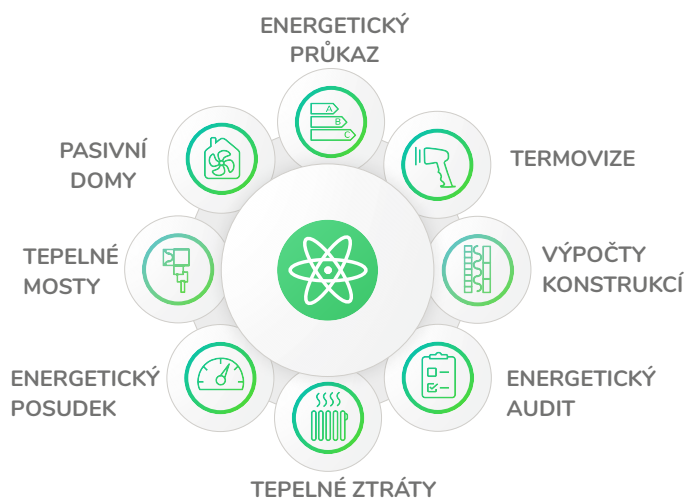 ENERGETICKÝ
PRŮKAZ
A
B
C
PASIVNÍ
DOMY
TERMOVIZE
TEPELNÉ
MOSTY
VÝPOČTY
KONSTRUKCÍ
ENERGETICKÝ
POSUDEK
ENERGETICKÝ
AUDIT
TEPELNÉ ZTRÁTY